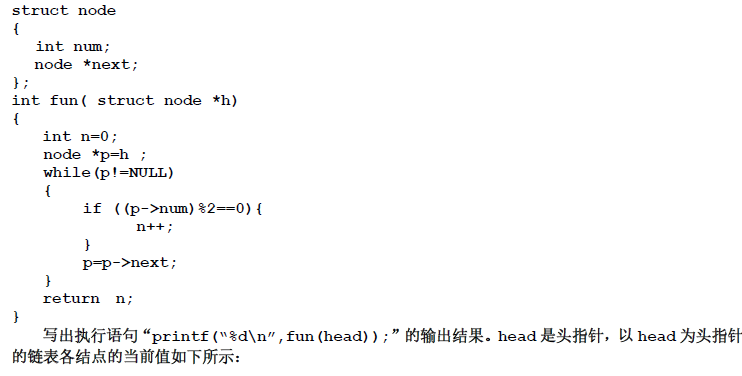 struct node
{
int num;
node *next;
};
int fun( struct node *h)
{
int n=0;
node *p=h ;
while(p!=NULL)
{
if ((p->num)%2==0){
n++;
}
p=p->next;
}
return n;
}
写出执行语句“printf(“%d\n”,fun(head));”的输出结果。head是头指针，以head为头指针
的链表各结点的当前值如下所示：